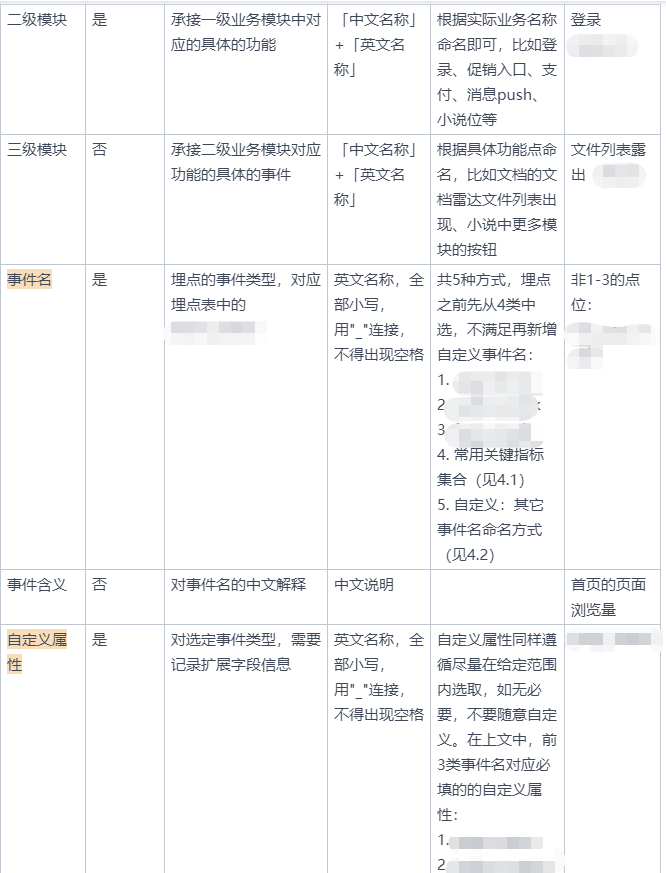 二级模块
是
承接一级业务模块中对
应的具体的功能
「中文名称」
+「英文名
称」
根据实际业务名称
命名即可，比如登
录、促销入口、支
付、消息push、
小说位等
登录
三级模块
否
承接二级业务模块对应
功能的具体的事件
「中文名称」
+「英文名
称」
根据具体功能点命
名，比如文档的文
档雷达文件列表出
现、小说中更多模
块的按钮
文件列表露
出
事件名
是
埋点的事件类型，对应
埋点表中的
英文名称，全
部小写，
用"_"连接，
不得出现空格
共5种方式，埋点
之前先从4类中
选，不满足再新增
自定义事件名：
1.
2
3
4. 常用关键指标
集合（见4.1）
5. 自定义：其它
事件名命名方式
（见4.2）
非1-3的点
位：
事件含义
否
对事件名的中文解释
中文说明
首页的页面
浏览量
自定义属
性
是
对选定事件类型，需要
记录扩展字段信息
英文名称，全
部小写，
用"_"连接，
不得出现空格
自定义属性同样遵
循尽量在给定范围
内选取，如无必
要，不要随意自定
义。在上文中，前
3类事件名对应必
填的的自定义属
性：
1.
2